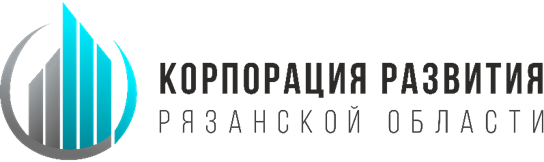 КОРПОРАЦИЯ РАЗВИТИЯ
РЯЗАНСКОЙ ОБЛАСТИ